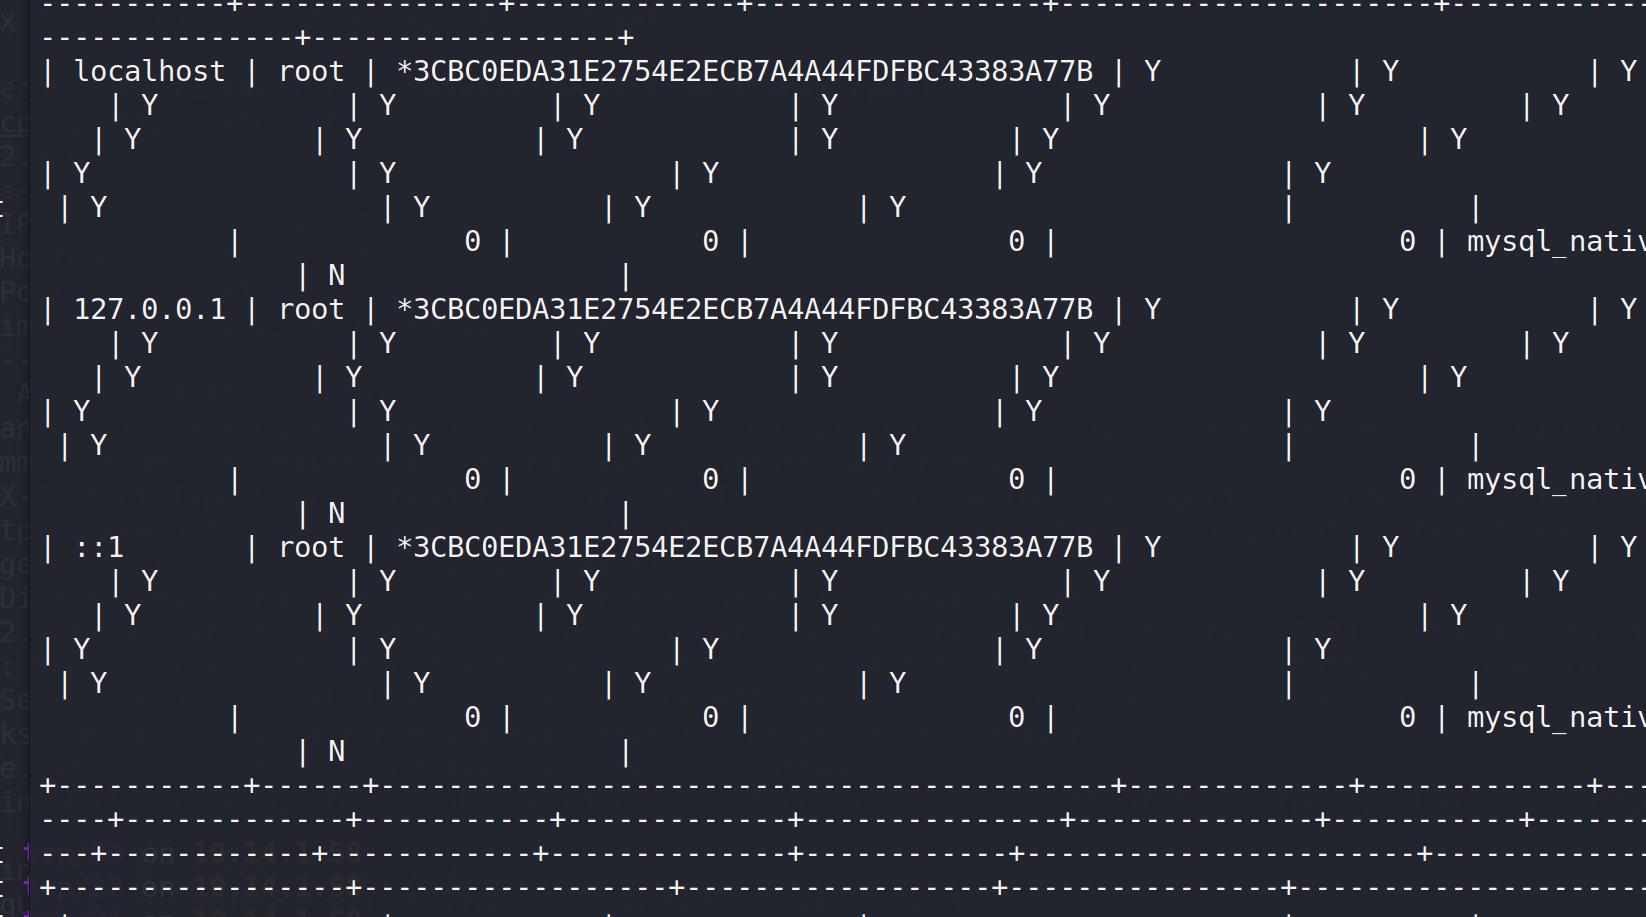 -----------+---------------+-------------+-----------------+----------------------+------------
---------------+------------------+
| localhost | root | *3CBC0EDA31E2754E2ECB7A4A44FDFBC43383A77B | Y | Y | Y
| Y | Y | Y | Y | Y | Y | Y
| Y | Y | Y | Y | Y | Y
| Y | Y | Y | Y | Y
| Y | Y | Y | Y | |
| 0 | 0 | 0 | 0 | mysql_nativ
| N |
| 127.0.0.1 | root | *3CBC0EDA31E2754E2ECB7A4A44FDFBC43383A77B | Y | Y | Y
| Y | Y | Y | Y | Y | Y | Y
| Y | Y | Y | Y | Y | Y
| Y | Y | Y | Y | Y
| Y | Y | Y | Y | |
| 0 | 0 | 0 | 0 | mysql_nativ
| N |
| ::1 | root | *3CBC0EDA31E2754E2ECB7A4A44FDFBC43383A77B | Y | Y | Y
| Y | Y | Y | Y | Y | Y | Y
| Y | Y | Y | Y | Y | Y
| Y | Y | Y | Y | Y
| Y | Y | Y | Y | |
| 0 | 0 | 0 | 0 | mysql_nativ
| N |
+-----------+------+-------------------------------------------+-------------+-------------+---
----+-------------+-----------+-------------+---------------+--------------+-----------+-------
---+------------+------------+--------------+------------+-----------------------+-------------
+-----------------+------------------+------------------+----------------+---------------------